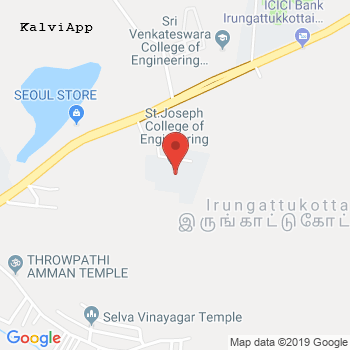 KalviApp
Sri
Venkateswara
College of
Engineering...
ICICI Bank
Irungattukkottai...
SEOUL STORE
St.Joseph
College of
Engineering
Irungattukotta
இருங்காட்டுகோட்
THROWPATHI
AMMAN TEMPLE
Selva Vinayagar Temple
Google
Map data ©2019 Google